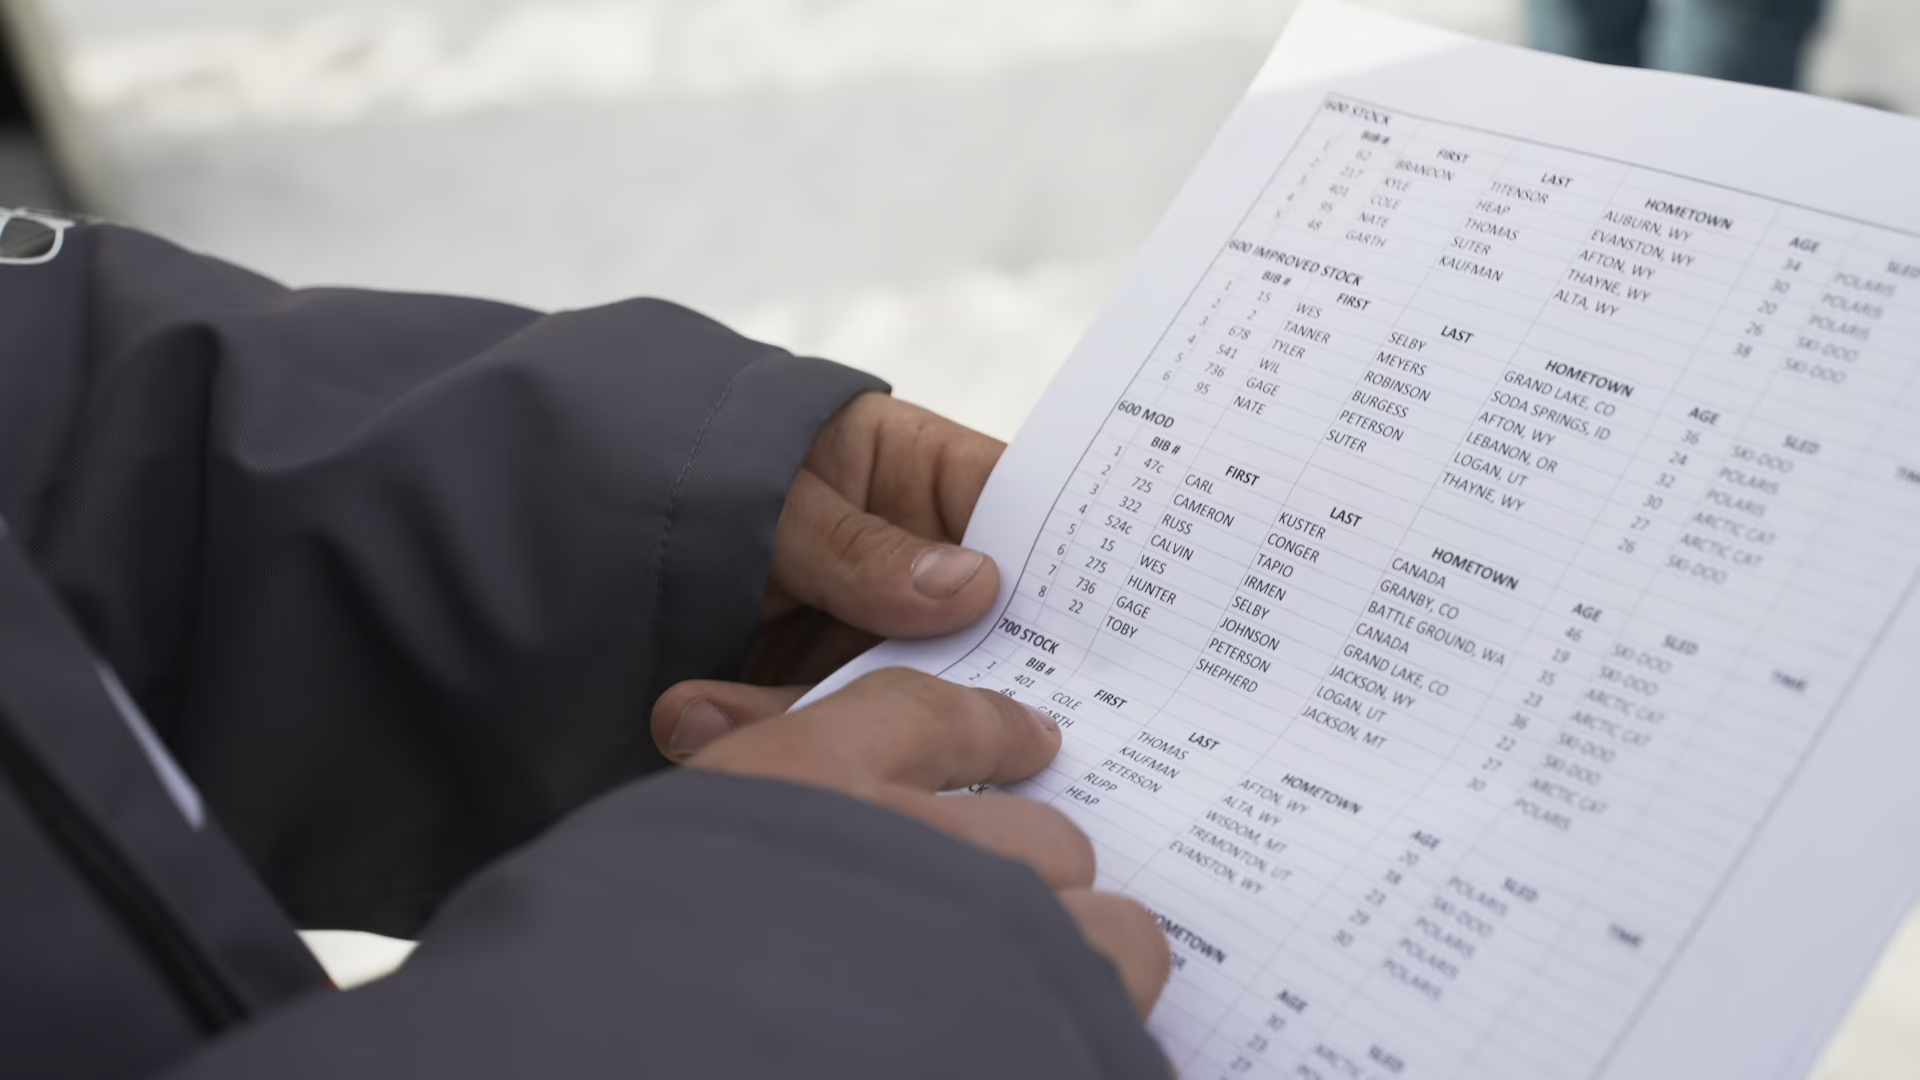 600 STOCK
BIB # FIRST LAST HOMETOWN AGE SLED
1 62 BRANDON TITENSOR AUBURN, WY 34 POLARIS
2 217 KYLE HEAP EVANSTON, WY 30 POLARIS
3 401 COLE THOMAS AFTON, WY 20 POLARIS
4 95 NATE SUTER THAYNE, WY 26 SKI-DOO
5 48 GARTH KAUFMAN ALTA, WY 38 SKI-DOO
600 IMPROVED STOCK
BIB # FIRST LAST HOMETOWN AGE SLED TIME
1 15 WES SELBY GRAND LAKE, CO 36 SKI-DOO
2 2 TANNER MEYERS SODA SPRINGS, ID 24 POLARIS
3 678 TYLER ROBINSON AFTON, WY 32 POLARIS
4 541 WIL BURGESS LEBANON, OR 30 ARCTIC CAT
5 736 GAGE PETERSON LOGAN, UT 27 ARCTIC CAT
6 95 NATE SUTER THAYNE, WY 26 SKI-DOO
600 MOD
BIB # FIRST LAST HOMETOWN AGE SLED TIME
1 47c CARL KUSTER CANADA 46 SKI-DOO
2 725 CAMERON CONGER GRANBY, CO 19 SKI-DOO
3 322 RUSS TAPIO BATTLE GROUND, WA 35 ARCTIC CAT
4 524c CALVIN IRMEN CANADA 23 ARCTIC CAT
5 15 WES SELBY GRAND LAKE, CO 36 SKI-DOO
6 275 HUNTER JOHNSON JACKSON, WY 22 SKI-DOO
7 736 GAGE PETERSON LOGAN, UT 27 ARCTIC CAT
8 22 TOBY SHEPHERD JACKSON, MT 30 POLARIS
700 STOCK
BIB # FIRST LAST HOMETOWN AGE SLED TIME
1 401 COLE THOMAS AFTON, WY 20 POLARIS
2 48 GARTH KAUFMAN ALTA, WY 38 SKI-DOO
PETERSON WISDOM, MT 23 POLARIS
RUPP TREMONTON, UT 29 POLARIS
HEAP EVANSTON, WY 30 POLARIS
CK
HOMETOWN AGE SLED
OR 30 ARCTIC
23
27